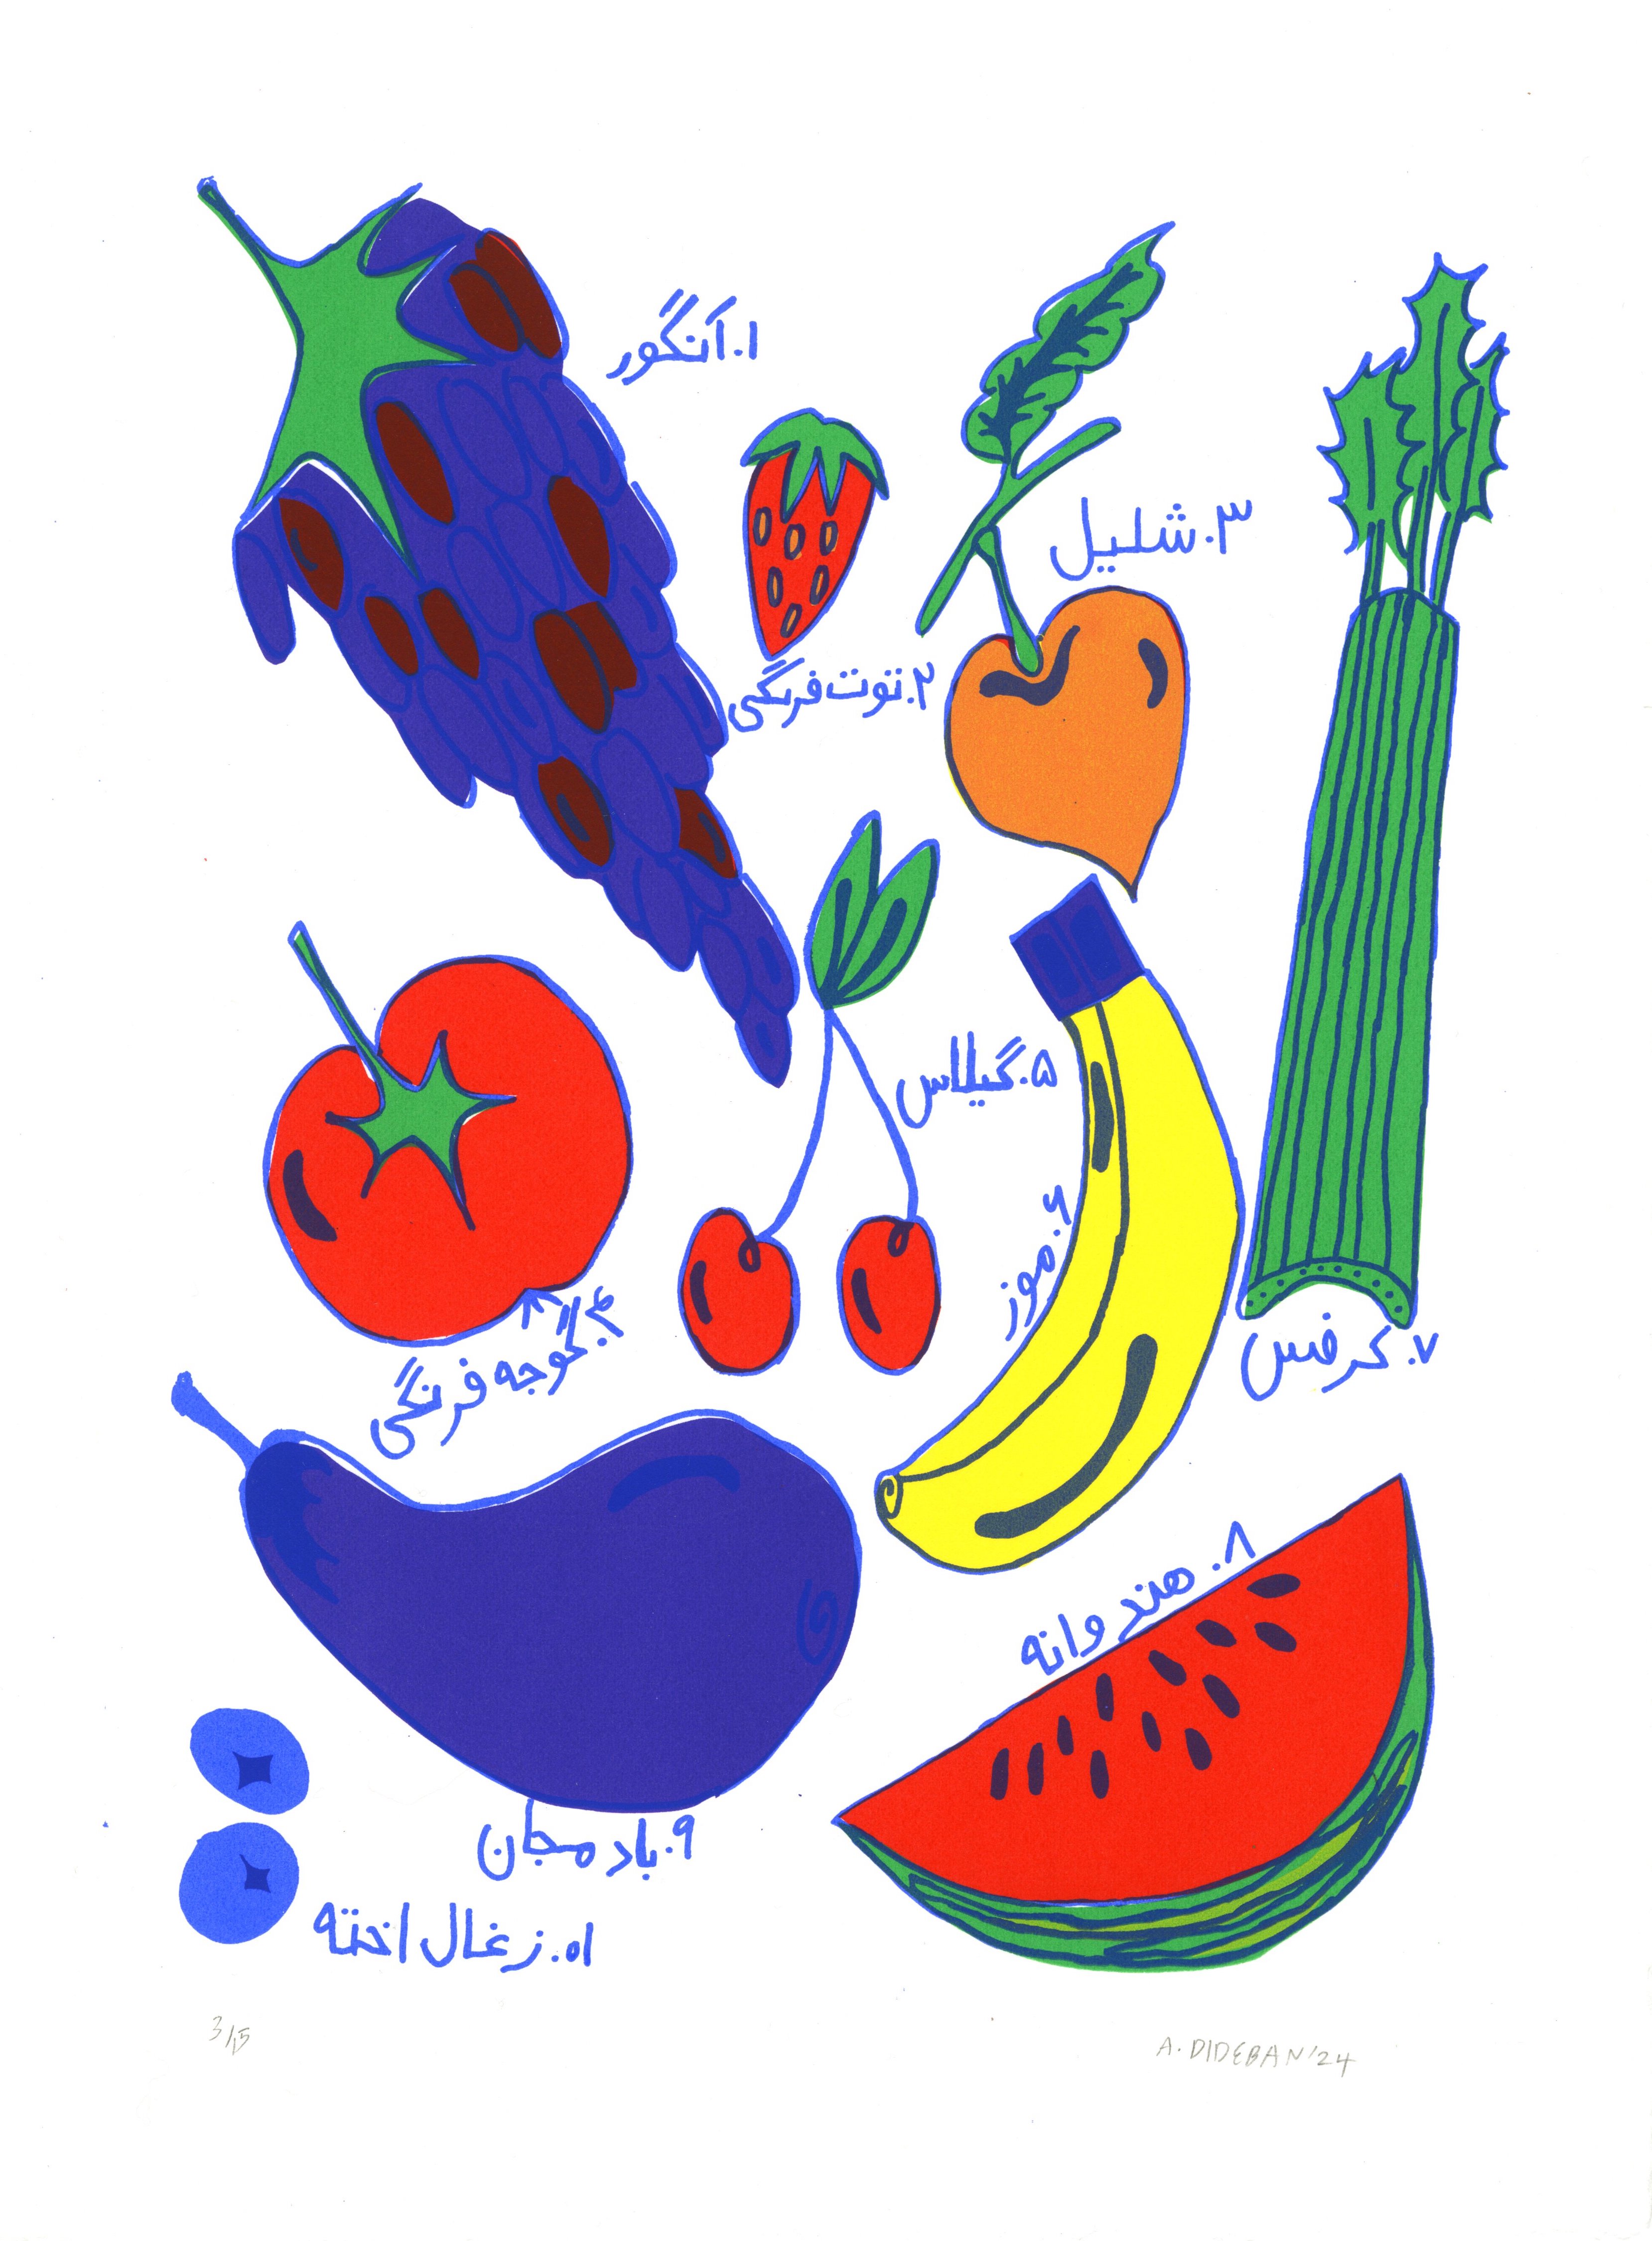 ۱. اَنگور
۲. توت فرنگی
۳. شلیل
۴. گوجه فرنگی
۵. گیلاس
۶. موز
۷. کرفس
۸. هندوانه
۹. بادمجان
۱۰. زغال اخته
3/15
A. DIDEBAN '24